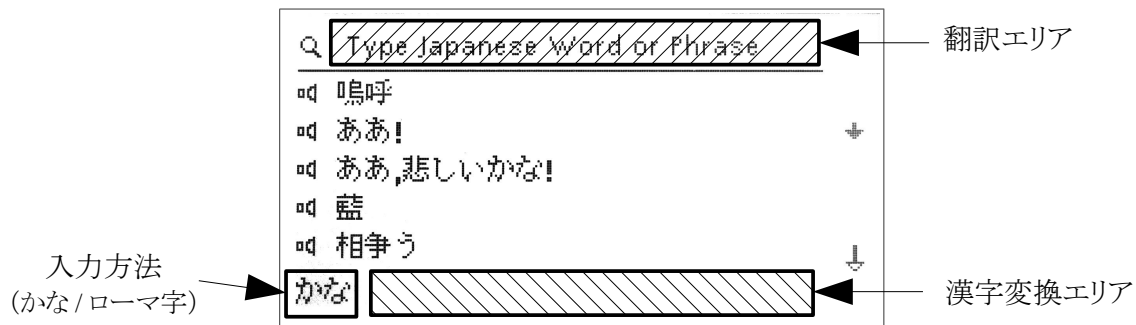 Type Japanese Word or Phrase
翻訳エリア
嗚呼
ああ!
ああ,悲しいかな!
藍
相争う
入力方法
(かな/ローマ字)
かな
漢字変換エリア